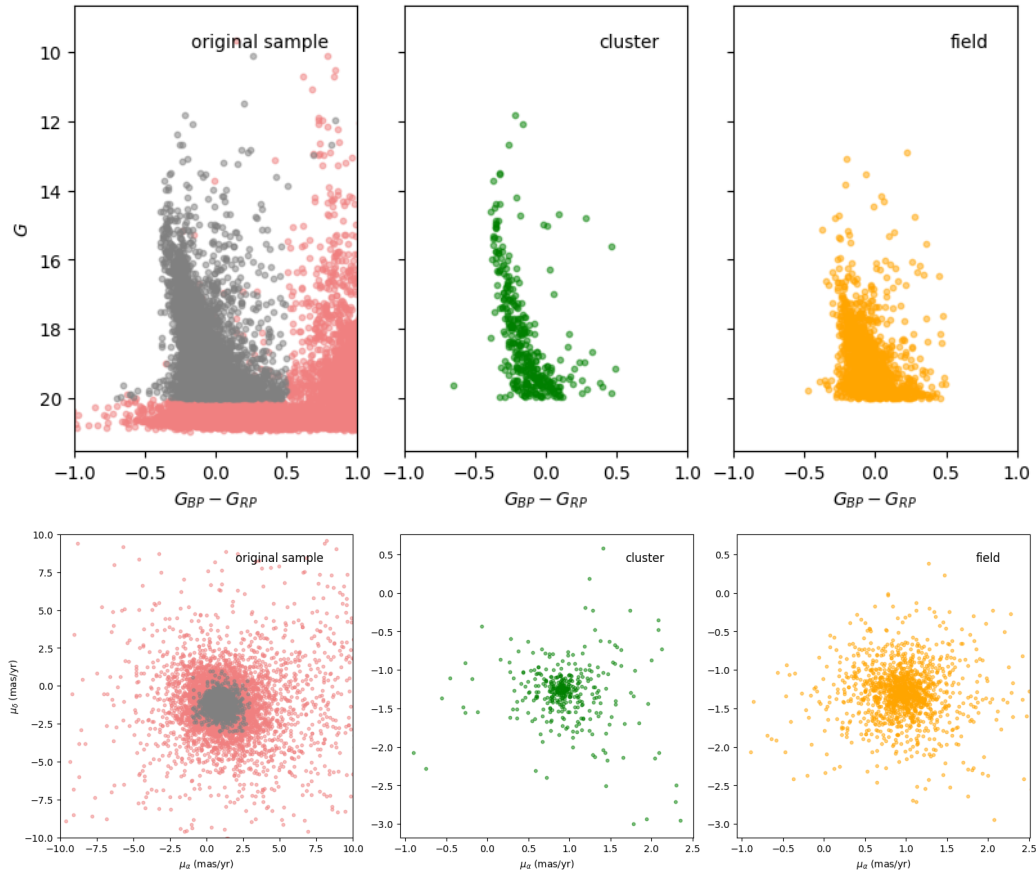 original sample
cluster
field
G
10
12
14
16
18
20
−1.0 −0.5 0.0 0.5 1.0
−1.0 −0.5 0.0 0.5 1.0
−1.0 −0.5 0.0 0.5 1.0
G_BP − G_RP
G_BP − G_RP
G_BP − G_RP
original sample
cluster
field
μ_δ (mas/yr)
10.0
7.5
5.0
2.5
0.0
−2.5
−5.0
−7.5
−10.0
−10.0 −7.5 −5.0 −2.5 0.0 2.5 5.0 7.5 10.0
μ_α (mas/yr)
0.5
0.0
−0.5
−1.0
−1.5
−2.0
−2.5
−3.0
−1.0 −0.5 0.0 0.5 1.0 1.5 2.0 2.5
μ_α (mas/yr)
0.5
0.0
−0.5
−1.0
−1.5
−2.0
−2.5
−3.0
−1.0 −0.5 0.0 0.5 1.0 1.5 2.0 2.5
μ_α (mas/yr)